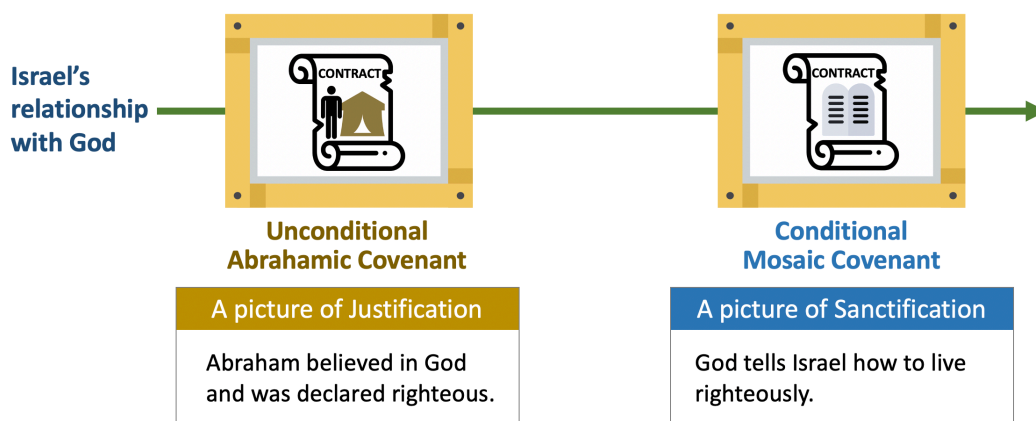 Israel's
relationship
with God
CONTRACT
CONTRACT
Unconditional
Abrahamic Covenant
Conditional
Mosaic Covenant
A picture of Justification
Abraham believed in God
and was declared righteous.
A picture of Sanctification
God tells Israel how to live
righteously.